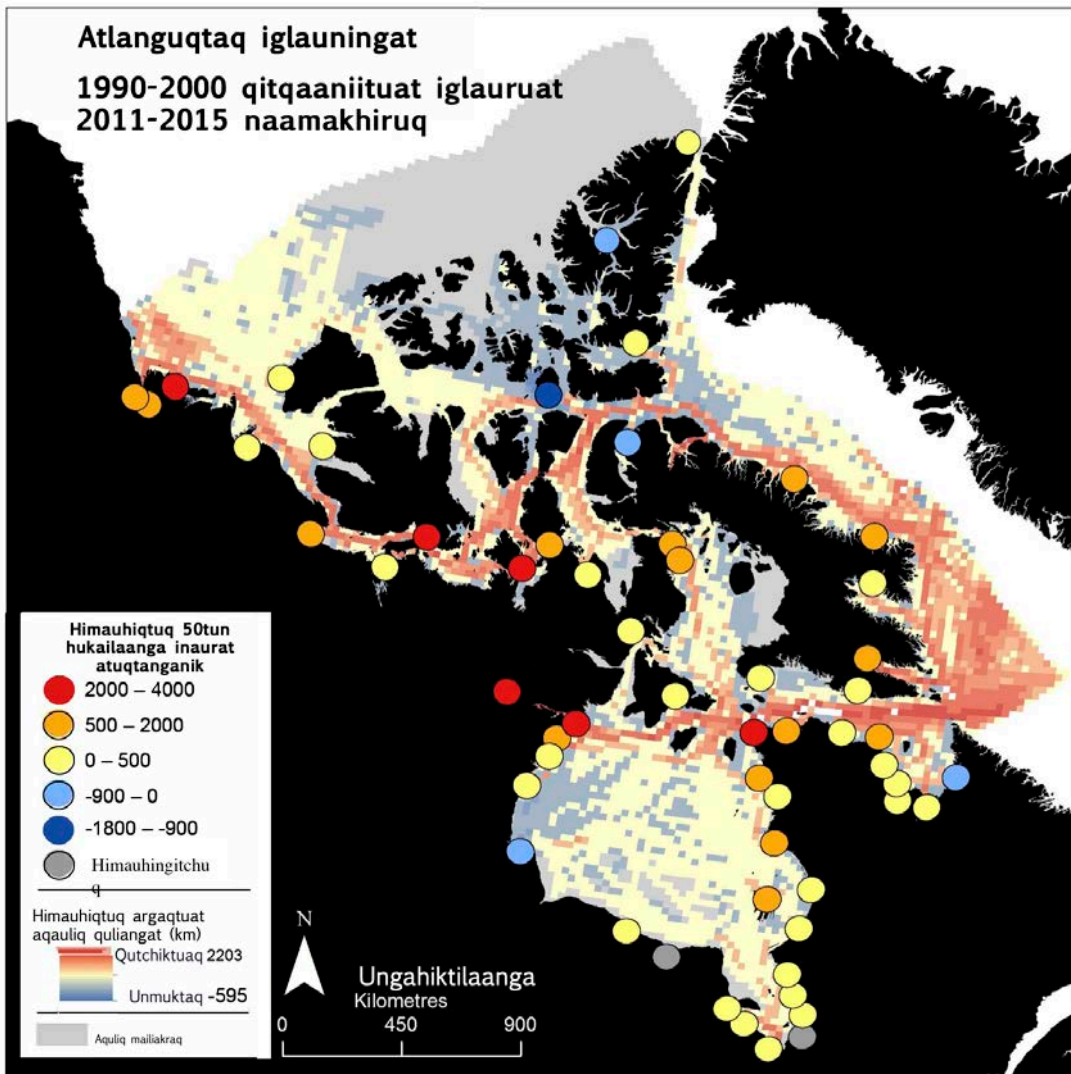 Atlanguqtaq iglauningat
1990-2000 qitqaaniituat iglauruat
2011-2015 naamakhiruq
Himauhiqtuq 50tun
hukailaanga inaurat
atuqtanganik
2000 – 4000
500 – 2000
0 – 500
-900 – 0
-1800 – -900
Himauhingitchu
q
Himauhiqtuq argaqtuat
aqauliq quliangat (km)
Qutchiktuaq 2203
Unmuktaq -595
Aquliq mailiakraq
N
Ungahiktilaanga
Kilometres
0 450 900